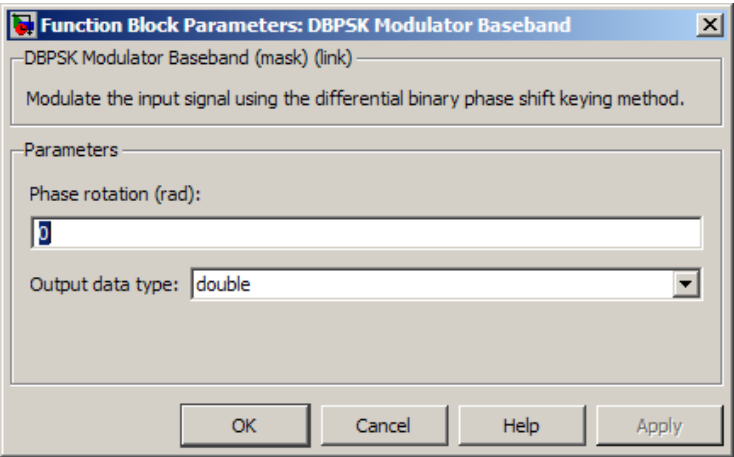 Function Block Parameters: DBPSK Modulator Baseband
DBPSK Modulator Baseband (mask) (link)
Modulate the input signal using the differential binary phase shift keying method.
Parameters
Phase rotation (rad):
0
Output data type: double
OK Cancel Help Apply